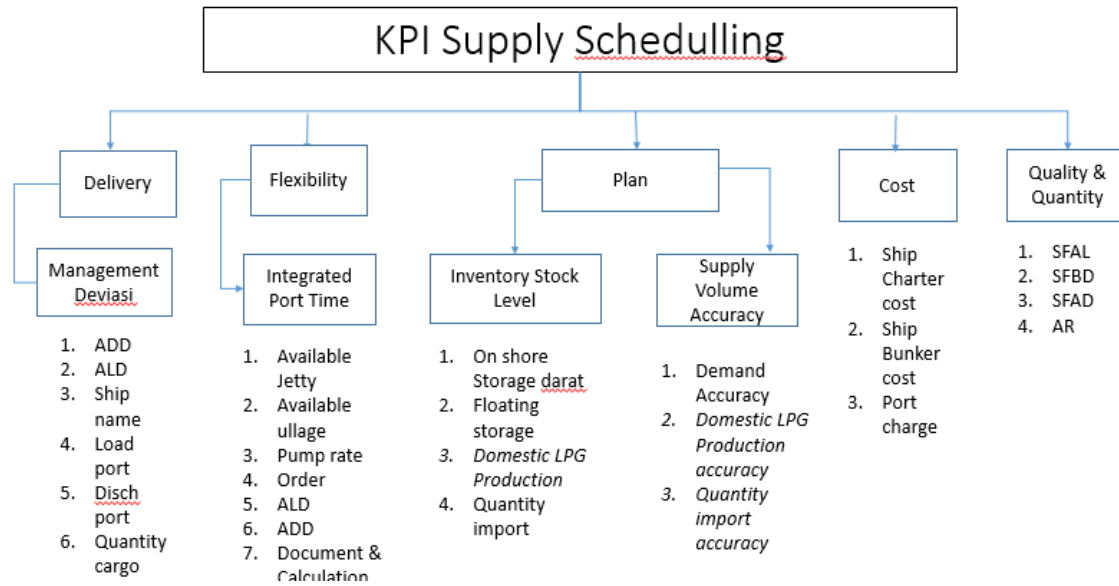 KPI Supply Schedulling
Delivery
Flexibility
Plan
Cost
Quality &
Quantity
Management
Deviasi
Integrated
Port Time
Inventory Stock
Level
Supply
Volume
Accuracy
1. ADD
2. ALD
3. Ship
name
4. Load
port
5. Disch
port
6. Quantity
cargo
1. Available
Jetty
2. Available
ullage
3. Pump rate
4. Order
5. ALD
6. ADD
7. Document &
Calculation
1. On shore
Storage darat
2. Floating
storage
3. Domestic LPG
Production
4. Quantity
import
1. Demand
Accuracy
2. Domestic LPG
Production
accuracy
3. Quantity
import
accuracy
1. Ship
Charter
cost
2. Ship
Bunker
cost
3. Port
charge
1. SFAL
2. SFBD
3. SFAD
4. AR